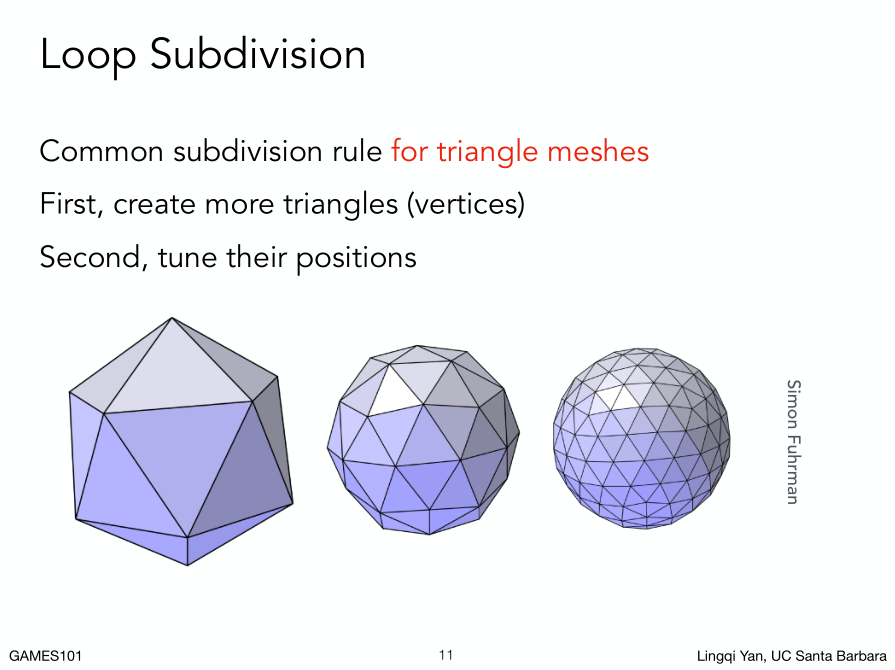 Loop Subdivision
Common subdivision rule for triangle meshes
First, create more triangles (vertices)
Second, tune their positions
Simon Fuhrman
GAMES101
11
Lingqi Yan, UC Santa Barbara